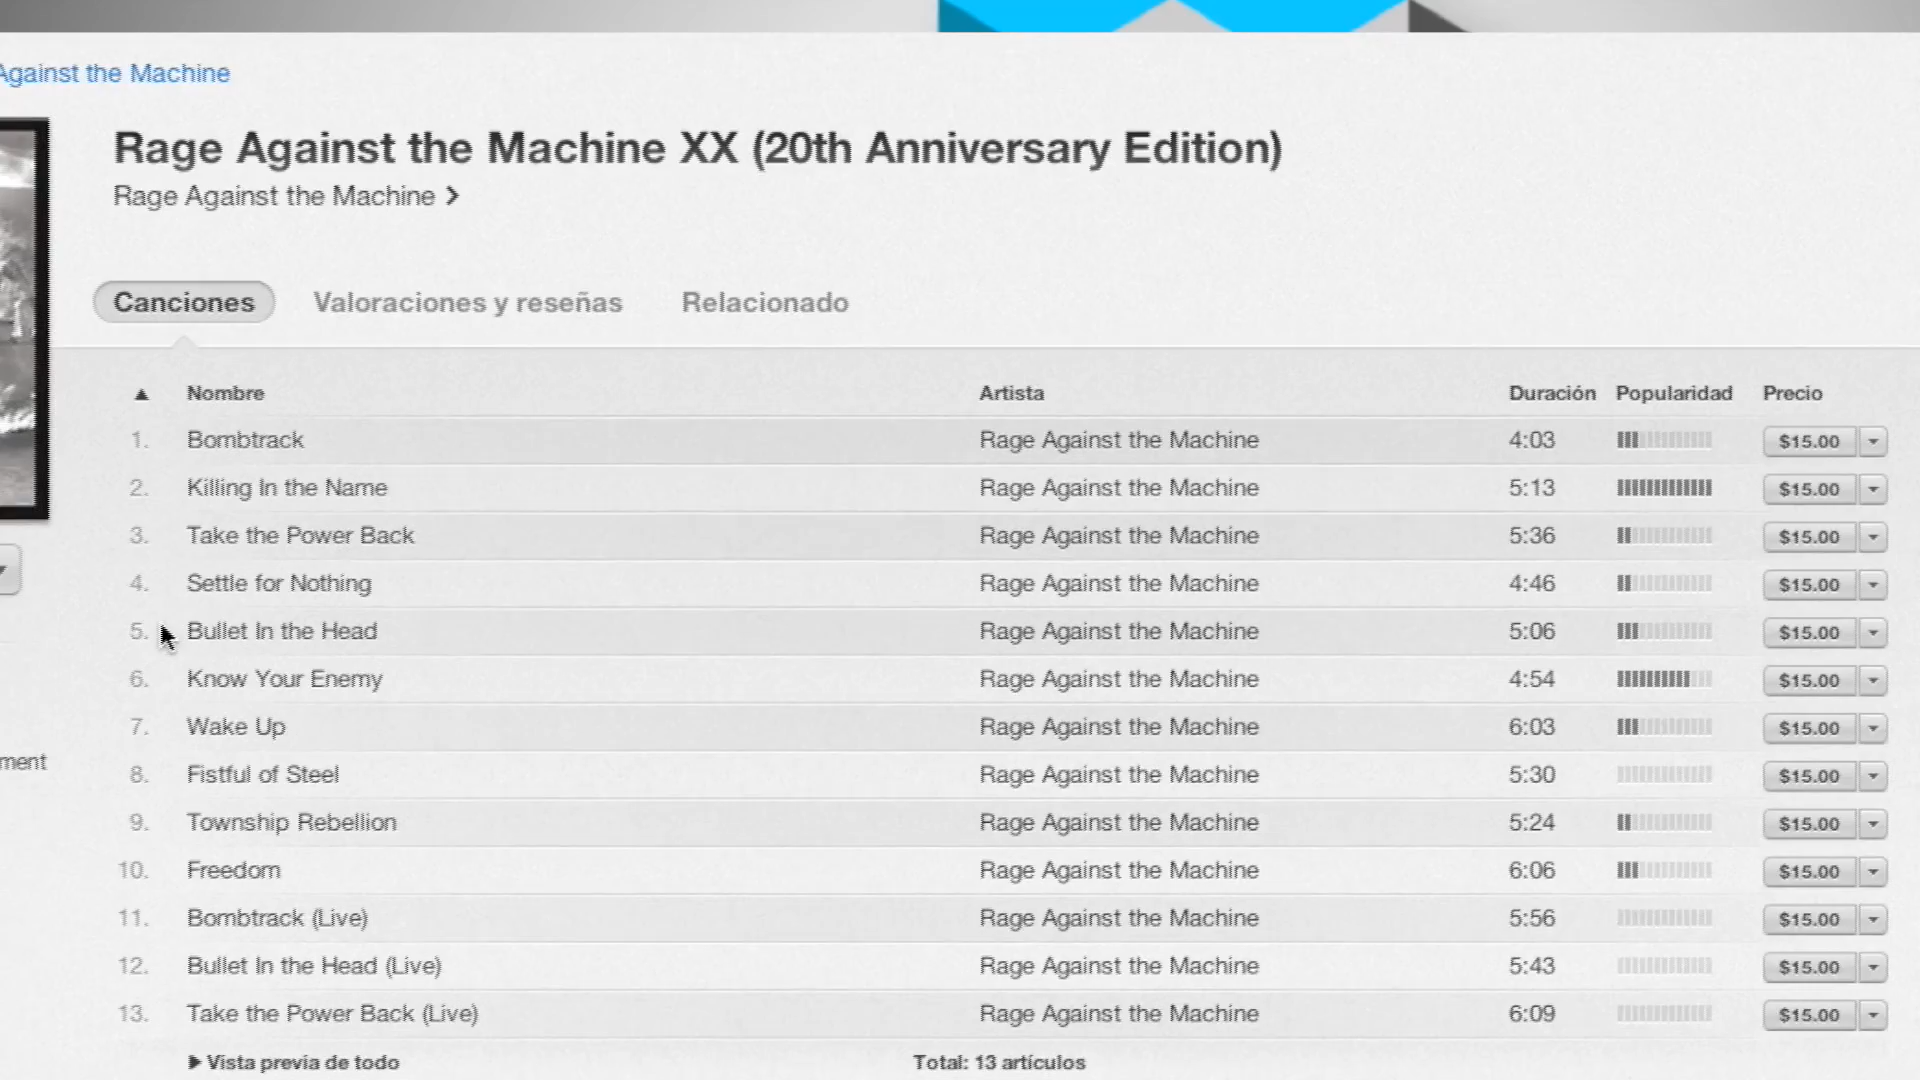 Against the Machine
Rage Against the Machine XX (20th Anniversary Edition)
Rage Against the Machine >
Canciones Valoraciones y reseñas Relacionado
▲ Nombre Artista Duración Popularidad Precio
1. Bombtrack Rage Against the Machine 4:03 $15.00
2. Killing In the Name Rage Against the Machine 5:13 $15.00
3. Take the Power Back Rage Against the Machine 5:36 $15.00
4. Settle for Nothing Rage Against the Machine 4:46 $15.00
5. Bullet In the Head Rage Against the Machine 5:06 $15.00
6. Know Your Enemy Rage Against the Machine 4:54 $15.00
7. Wake Up Rage Against the Machine 6:03 $15.00
ment
8. Fistful of Steel Rage Against the Machine 5:30 $15.00
9. Township Rebellion Rage Against the Machine 5:24 $15.00
10. Freedom Rage Against the Machine 6:06 $15.00
11. Bombtrack (Live) Rage Against the Machine 5:56 $15.00
12. Bullet In the Head (Live) Rage Against the Machine 5:43 $15.00
13. Take the Power Back (Live) Rage Against the Machine 6:09 $15.00
Vista previa de todo Total: 13 artículos